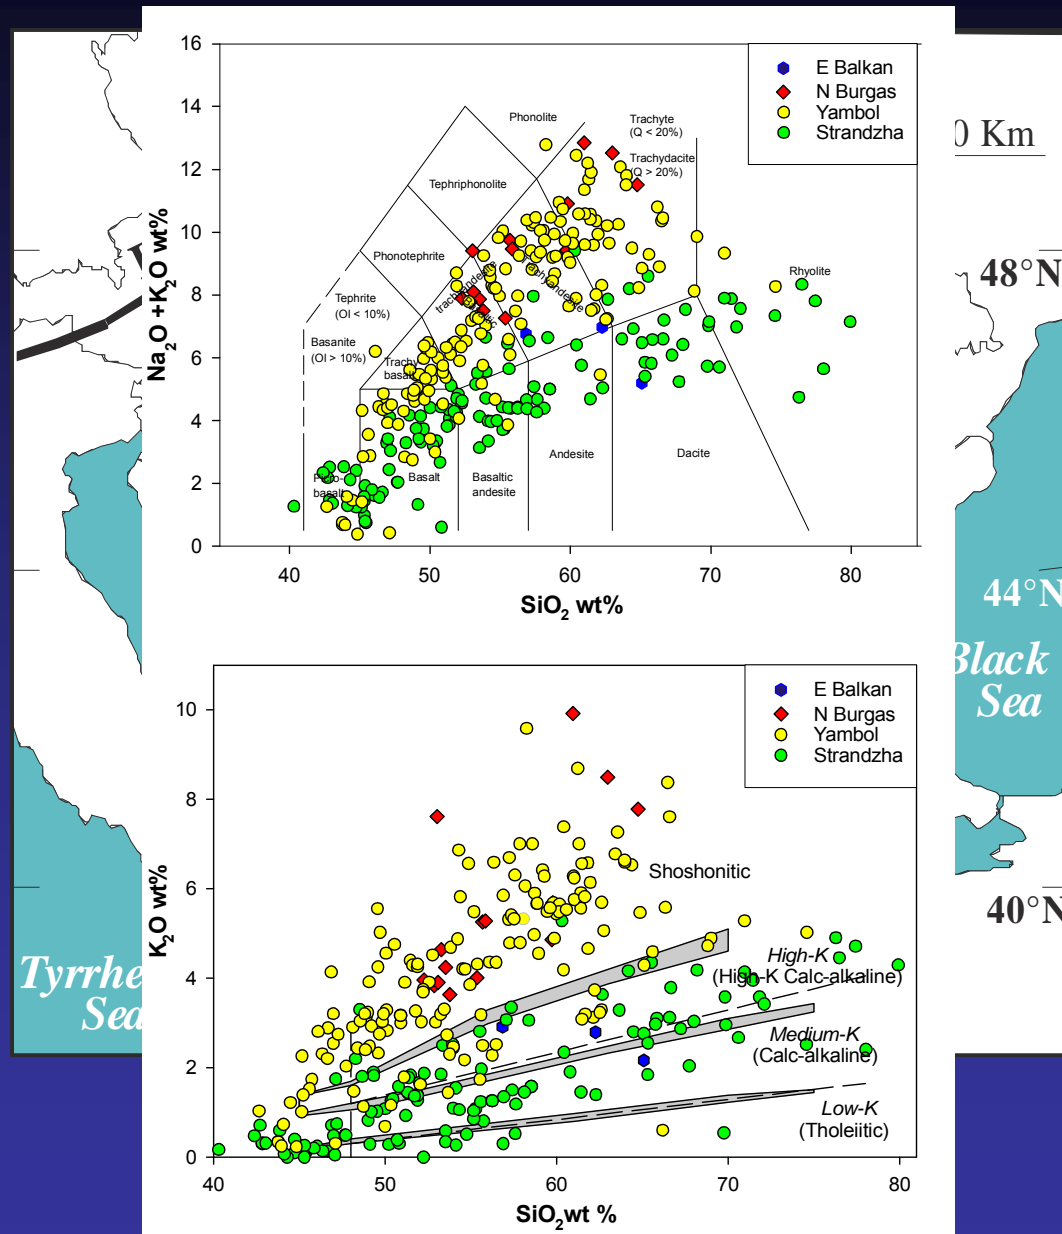 16
14
12
10
8
6
4
2
0
Na2O +K2O wt%
40
50
60
70
80
SiO2 wt%
E Balkan
N Burgas
Yambol
Strandzha
Phonolite
Trachyte
(Q < 20%)
Trachydacite
(Q > 20%)
Tephriphonolite
Phonotephrite
Tephrite
(Ol < 10%)
Basanite
(Ol > 10%)
Trachy-
basalt
trachyandesite
Trachyandesite
Rhyolite
Basalt
Basaltic
andesite
Andesite
Dacite
0 Km
48°N
44°N
Black
Sea
40°N
Tyrrhe
Sea
10
8
6
4
2
0
K2O wt%
40
50
60
70
80
SiO2wt %
E Balkan
N Burgas
Yambol
Strandzha
Shoshonitic
High-K
(High-K Calc-alkaline)
Medium-K
(Calc-alkaline)
Low-K
(Tholeiitic)